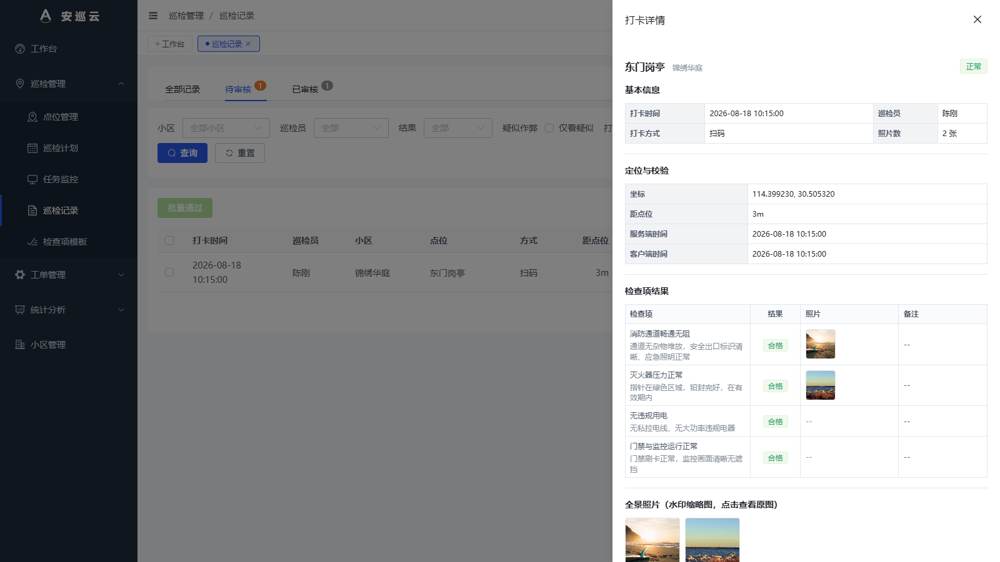 安巡云
工作台
巡检管理
点位管理
巡检计划
任务监控
巡检记录
检查项模板
工单管理
统计分析
小区管理
巡检管理 / 巡检记录
工作台
巡检记录
全部记录
待审核 1
已审核 1
小区 全部小区 巡检员 全部 结果 全部 疑似作弊 仅看疑似 打
查询 重置
批量通过
打卡时间 巡检员 小区 点位 方式 距点位
2026-08-18 10:15:00 陈刚 锦绣华庭 东门岗亭 扫码 3m
打卡详情
东门岗亭 锦绣华庭 正常
基本信息
打卡时间 2026-08-18 10:15:00 巡检员 陈刚
打卡方式 扫码 照片数 2 张
定位与校验
坐标 114.399230, 30.505320
距点位 3m
服务端时间 2026-08-18 10:15:00
客户端时间 2026-08-18 10:15:00
检查项结果
检查项 结果 照片 备注
消防通道畅通无阻
通道无杂物堆放，安全出口标识清
晰、应急照明正常
合格 --
灭火器压力正常
指针在绿色区域，铅封完好，在有
效期内
合格 --
无违规用电
无私拉电线、无大功率违规电器
合格 -- --
门禁与监控运行正常
门禁刷卡正常，监控画面清晰无遮
挡
合格 -- --
全景照片（水印缩略图，点击查看原图）